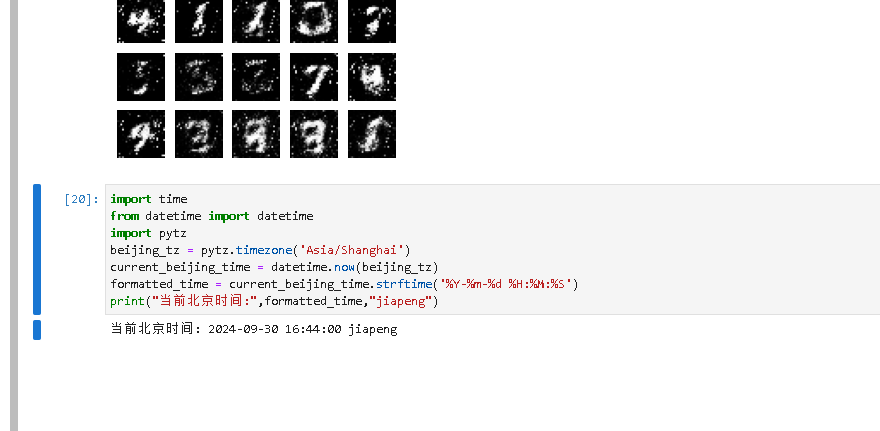 [20]: import time
from datetime import datetime
import pytz
beijing_tz = pytz.timezone('Asia/Shanghai')
current_beijing_time = datetime.now(beijing_tz)
formatted_time = current_beijing_time.strftime('%Y-%m-%d %H:%M:%S')
print("当前北京时间:",formatted_time,"jiapeng")
当前北京时间: 2024-09-30 16:44:00 jiapeng